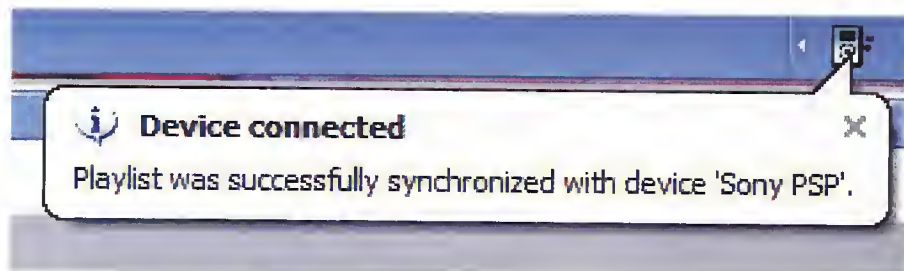 Device connected
Playlist was successfully synchronized with device 'Sony PSP'.